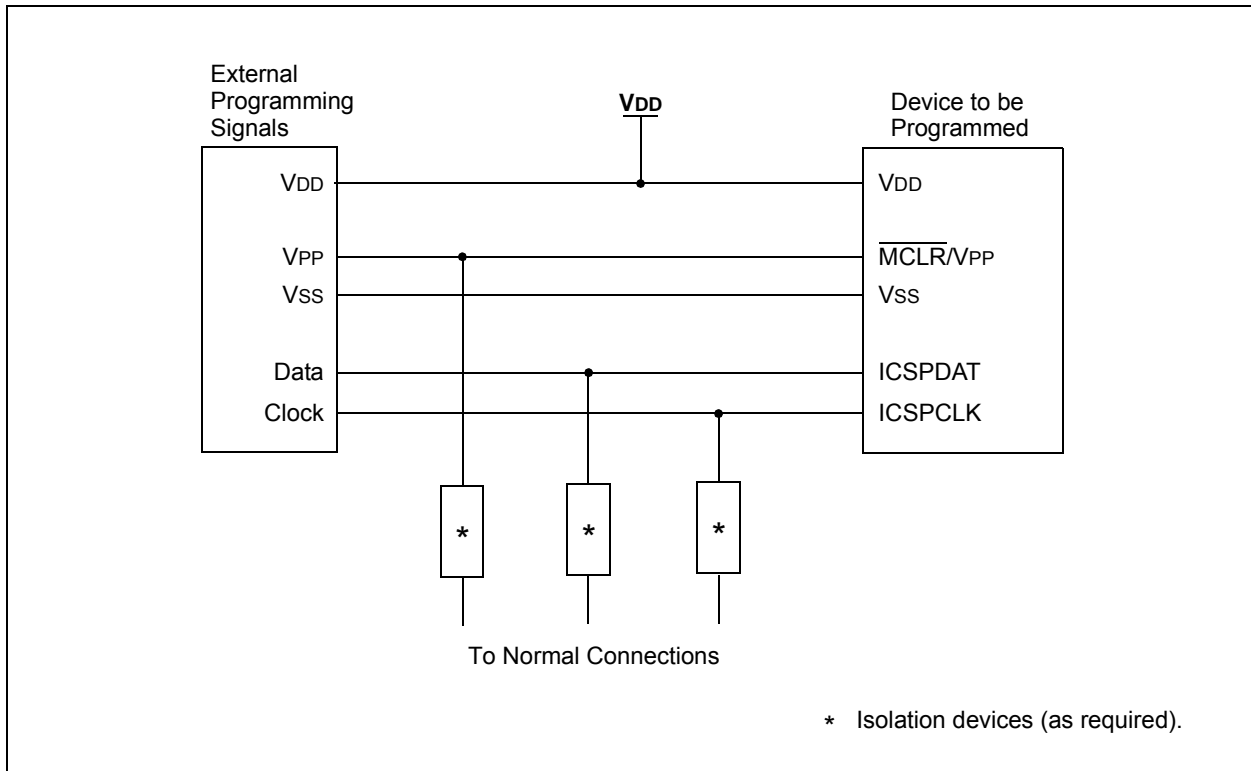 External
Programming
Signals
VDD
Device to be
Programmed
VDD
VDD
VPP
MCLR/VPP
VSS
VSS
Data
ICSPDAT
Clock
ICSPCLK
*
*
*
To Normal Connections
* Isolation devices (as required).